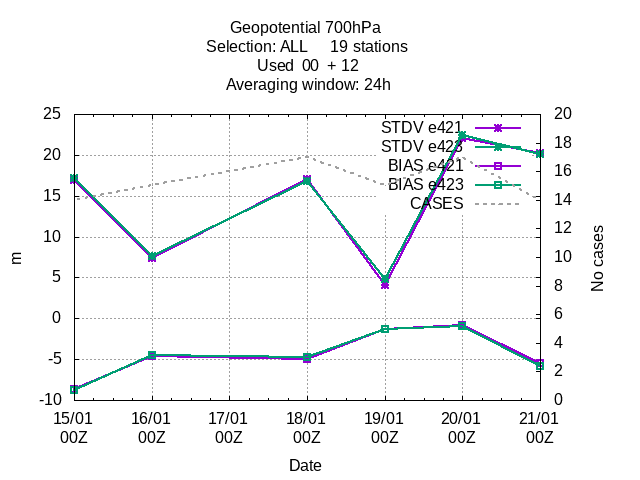 Geopotential 700hPa
Selection: ALL     19 stations
Used  00  + 12
Averaging window: 24h
25
20
15
10
5
0
-5
-10
m
STDV e421
STDV e423
BIAS e421
BIAS e423
CASES
20
18
16
14
12
10
8
6
4
2
0
No cases
15/01 16/01 17/01 18/01 19/01 20/01 21/01
00Z 00Z 00Z 00Z 00Z 00Z 00Z
Date